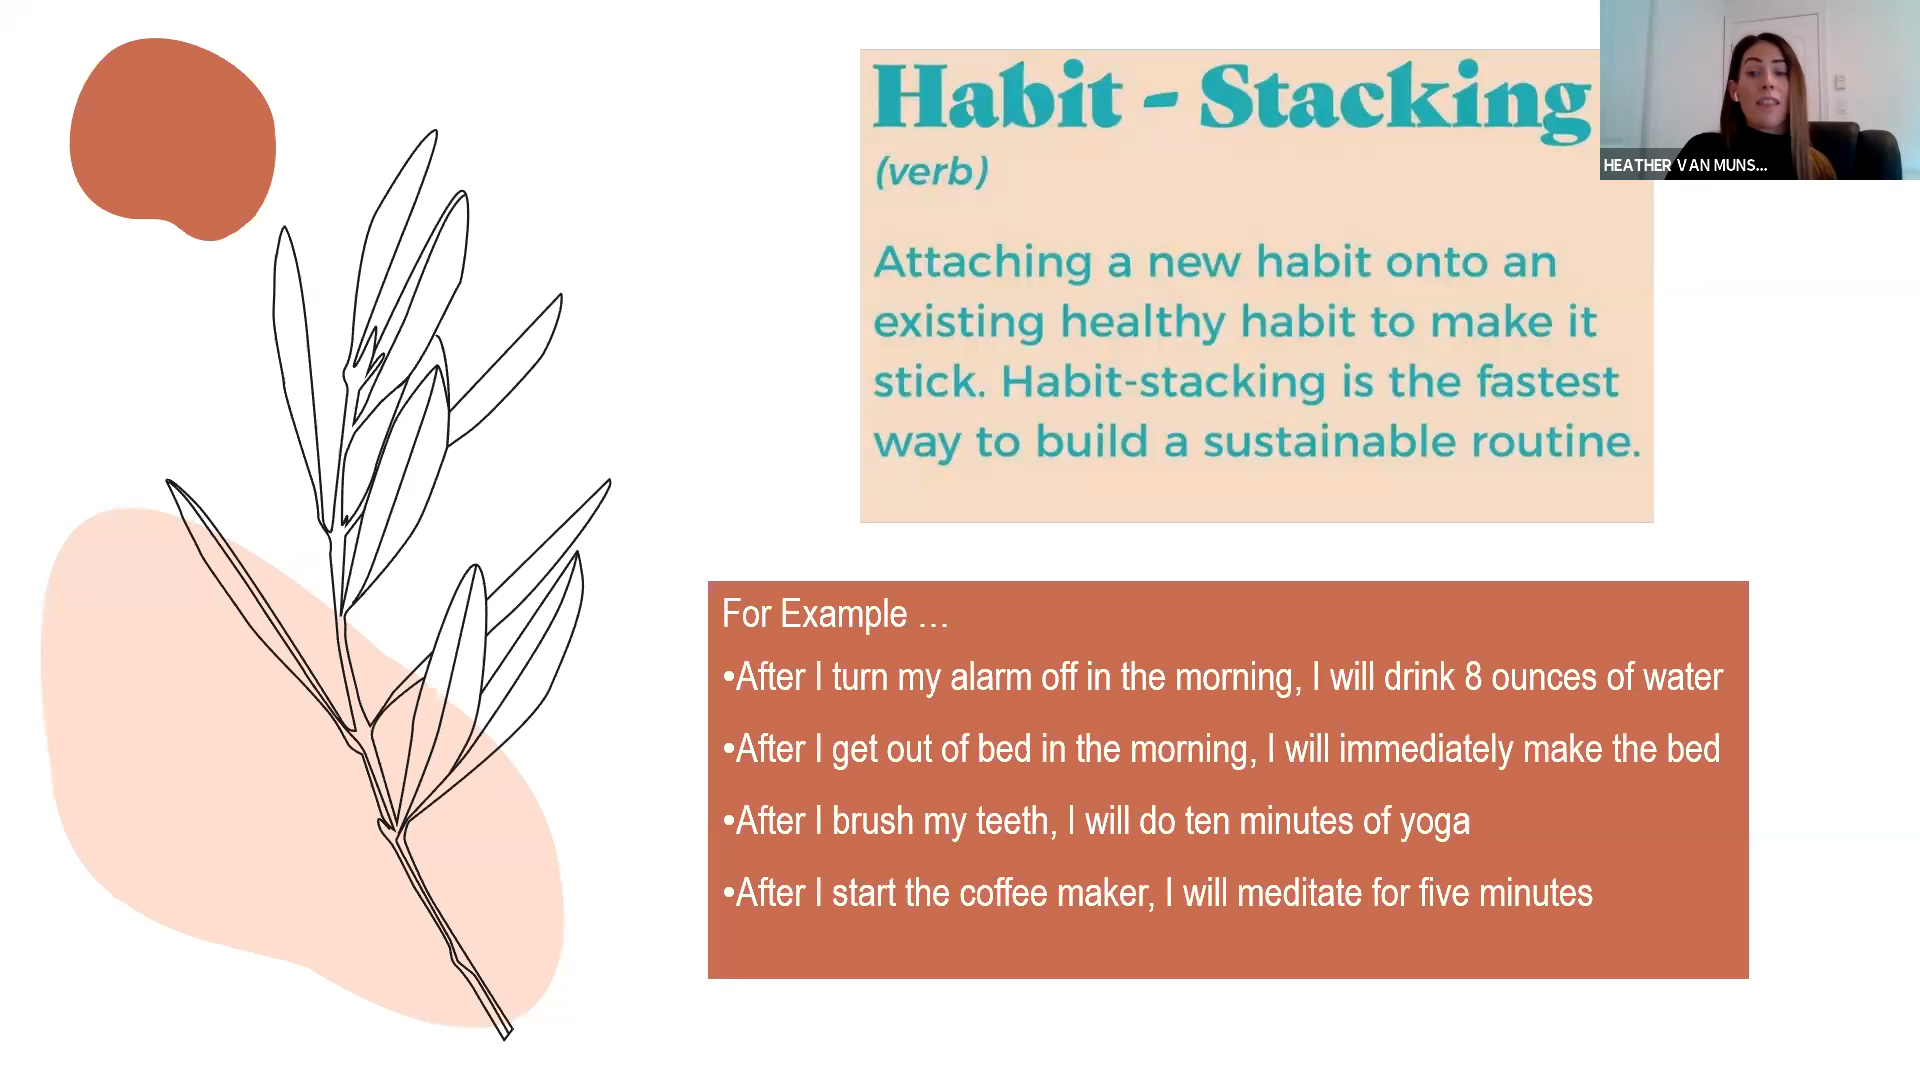 Habit - Stacking
(verb)
Attaching a new habit onto an
existing healthy habit to make it
stick. Habit-stacking is the fastest
way to build a sustainable routine.
HEATHER VAN MUNS...
For Example ...
•After I turn my alarm off in the morning, I will drink 8 ounces of water
•After I get out of bed in the morning, I will immediately make the bed
•After I brush my teeth, I will do ten minutes of yoga
•After I start the coffee maker, I will meditate for five minutes